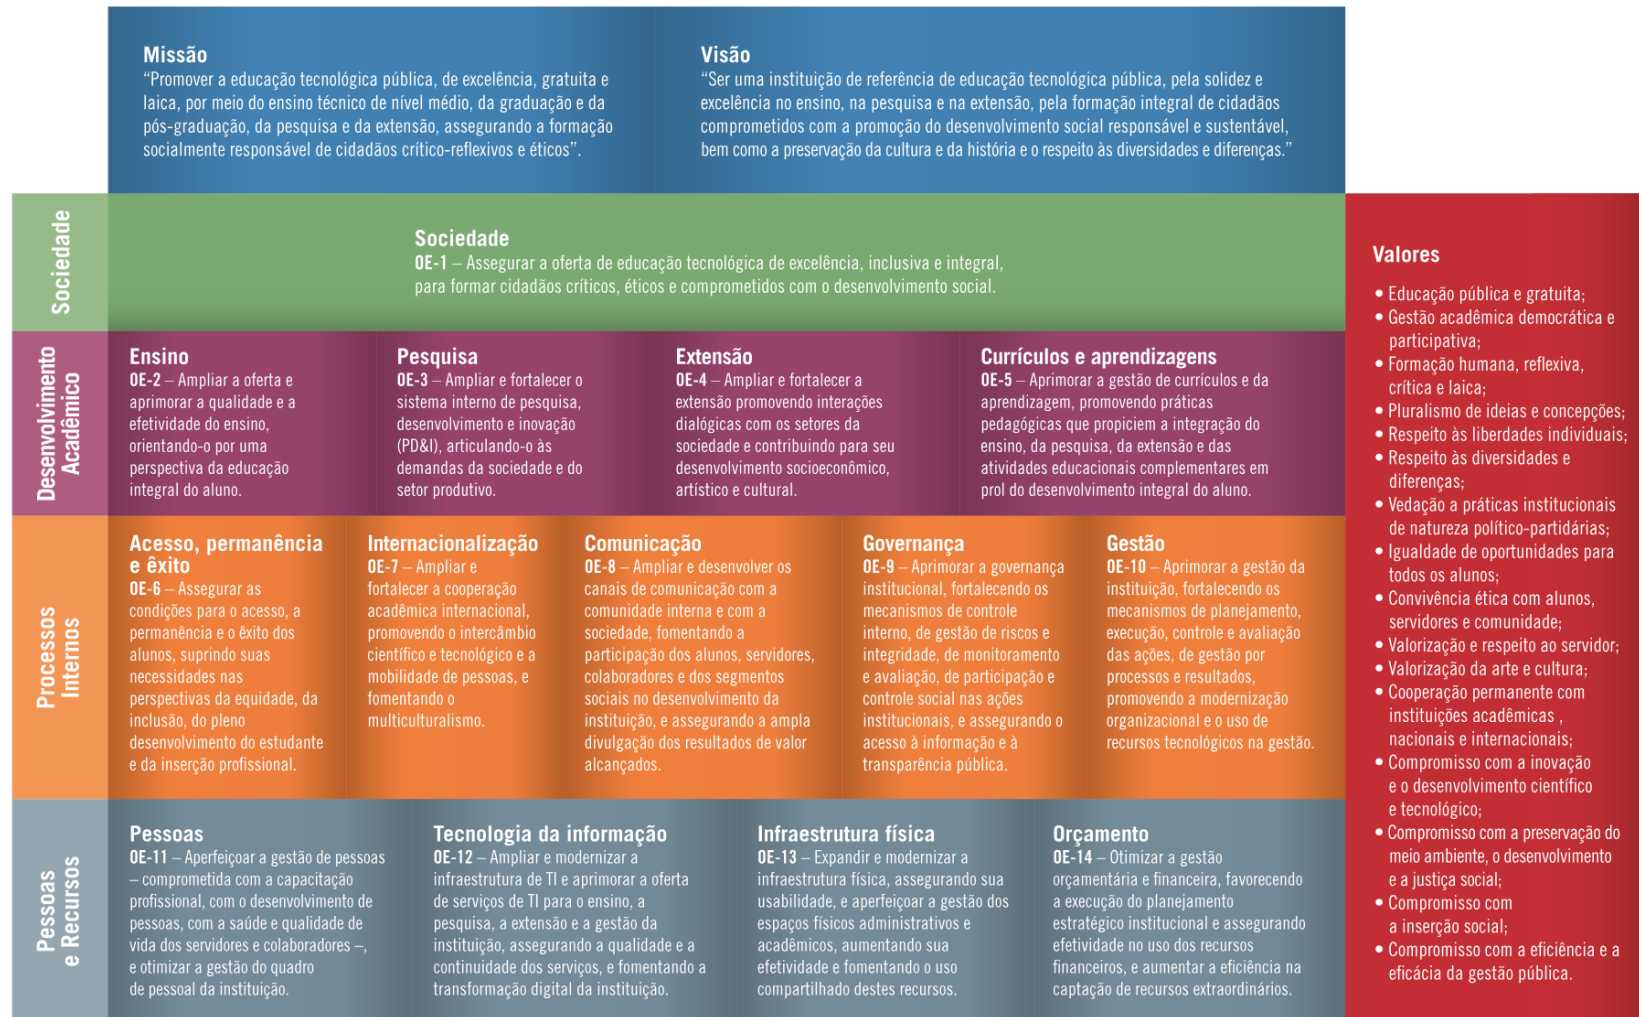 Missão
“Promover a educação tecnológica pública, de excelência, gratuita e
laica, por meio do ensino técnico de nível médio, da graduação e da
pós-graduação, da pesquisa e da extensão, assegurando a formação
socialmente responsável de cidadãos crítico-reflexivos e éticos”.
Visão
“Ser uma instituição de referência de educação tecnológica pública, pela solidez e
excelência no ensino, na pesquisa e na extensão, pela formação integral de cidadãos
comprometidos com a promoção do desenvolvimento social responsável e sustentável,
bem como a preservação da cultura e da história e o respeito às diversidades e diferenças.”
Sociedade
Sociedade
OE-1 – Assegurar a oferta de educação tecnológica de excelência, inclusiva e integral,
para formar cidadãos críticos, éticos e comprometidos com o desenvolvimento social.
Desenvolvimento
Acadêmico
Ensino
OE-2 – Ampliar a oferta e
aprimorar a qualidade e a
efetividade do ensino,
orientando-o por uma
perspectiva da educação
integral do aluno.
Pesquisa
OE-3 – Ampliar e fortalecer o
sistema interno de pesquisa,
desenvolvimento e inovação
(PD&I), articulando-o às
demandas da sociedade e do
setor produtivo.
Extensão
OE-4 – Ampliar e fortalecer a
extensão promovendo interações
dialógicas com os setores da
sociedade e contribuindo para seu
desenvolvimento socioeconômico,
artístico e cultural.
Currículos e aprendizagens
OE-5 – Aprimorar a gestão de currículos e da
aprendizagem, promovendo práticas
pedagógicas que propiciem a integração do
ensino, da pesquisa, da extensão e das
atividades educacionais complementares em
prol do desenvolvimento integral do aluno.
Processos
Internos
Acesso, permanência
e êxito
OE-6 – Assegurar as
condições para o acesso, a
permanência e o êxito dos
alunos, suprindo suas
necessidades nas
perspectivas da equidade, da
inclusão, do pleno
desenvolvimento do estudante
e da inserção profissional.
Internacionalização
OE-7 – Ampliar e
fortalecer a cooperação
acadêmica internacional,
promovendo o intercâmbio
científico e tecnológico e a
mobilidade de pessoas, e
fomentando o
multiculturalismo.
Comunicação
OE-8 – Ampliar e desenvolver os
canais de comunicação com a
comunidade interna e com a
sociedade, fomentando a
participação dos alunos, servidores,
colaboradores e dos segmentos
sociais no desenvolvimento da
instituição, e assegurando a ampla
divulgação dos resultados de valor
alcançados.
Governança
OE-9 – Aprimorar a governança
institucional, fortalecendo os
mecanismos de controle
interno, de gestão de riscos e
integridade, de monitoramento
e avaliação, de participação e
controle social nas ações
institucionais, e assegurando o
acesso à informação e à
transparência pública.
Gestão
OE-10 – Aprimorar a gestão da
instituição, fortalecendo os
mecanismos de planejamento,
execução, controle e avaliação
das ações, de gestão por
processos e resultados,
promovendo a modernização
organizacional e o uso de
recursos tecnológicos na gestão.
Pessoas
e Recursos
Pessoas
OE-11 – Aperfeiçoar a gestão de pessoas
– comprometida com a capacitação
profissional, com o desenvolvimento de
pessoas, com a saúde e qualidade de
vida dos servidores e colaboradores –,
e otimizar a gestão do quadro
de pessoal da instituição.
Tecnologia da informação
OE-12 – Ampliar e modernizar a
infraestrutura de TI e aprimorar a oferta
de serviços de TI para o ensino, a
pesquisa, a extensão e a gestão da
instituição, assegurando a qualidade e a
continuidade dos serviços, e fomentando a
transformação digital da instituição.
Infraestrutura física
OE-13 – Expandir e modernizar a
infraestrutura física, assegurando sua
usabilidade, e aperfeiçoar a gestão dos
espaços físicos administrativos e
acadêmicos, aumentando sua
efetividade e fomentando o uso
compartilhado destes recursos.
Orçamento
OE-14 – Otimizar a gestão
orçamentária e financeira, favorecendo
a execução do planejamento
estratégico institucional e assegurando
efetividade no uso dos recursos
financeiros, e aumentar a eficiência na
captação de recursos extraordinários.
Valores
• Educação pública e gratuita;
• Gestão acadêmica democrática e
participativa;
• Formação humana, reflexiva,
crítica e laica;
• Pluralismo de ideias e concepções;
• Respeito às liberdades individuais;
• Respeito às diversidades e
diferenças;
• Vedação a práticas institucionais
de natureza político-partidárias;
• Igualdade de oportunidades para
todos os alunos;
• Convivência ética com alunos,
servidores e comunidade;
• Valorização e respeito ao servidor;
• Valorização da arte e cultura;
• Cooperação permanente com
instituições acadêmicas ,
nacionais e internacionais;
• Compromisso com a inovação
e o desenvolvimento científico
e tecnológico;
• Compromisso com a preservação do
meio ambiente, o desenvolvimento
e a justiça social;
• Compromisso com
a inserção social;
• Compromisso com a eficiência e a
eficácia da gestão pública.